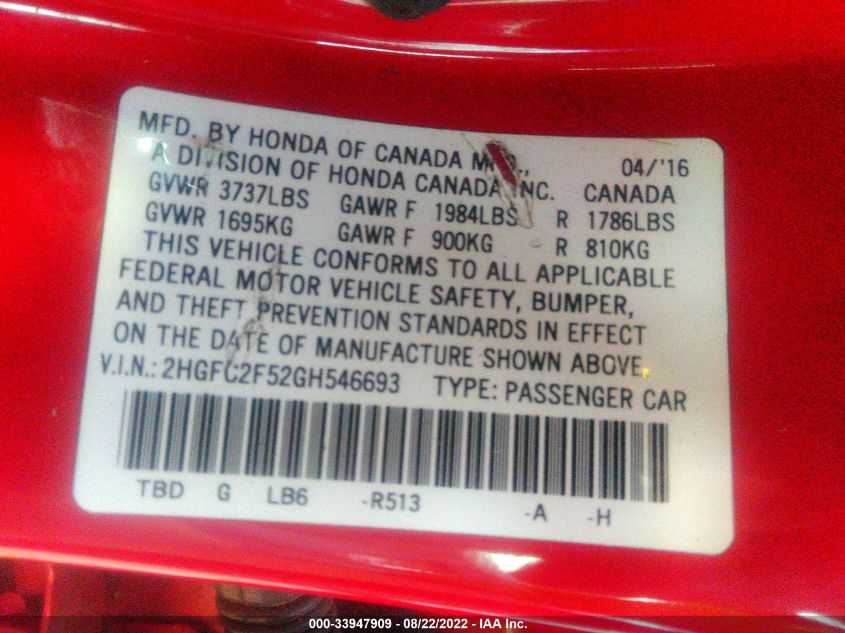 MFD. BY HONDA OF CANADA MFG., 04/'16
A DIVISION OF HONDA CANADA INC. CANADA
GVWR 3737LBS GAWR F 1984LBS R 1786LBS
GVWR 1695KG GAWR F 900KG R 810KG
THIS VEHICLE CONFORMS TO ALL APPLICABLE
FEDERAL MOTOR VEHICLE SAFETY, BUMPER,
AND THEFT PREVENTION STANDARDS IN EFFECT
ON THE DATE OF MANUFACTURE SHOWN ABOVE.
V.I.N.: 2HGFC2F52GH546693 TYPE: PASSENGER CAR
TBD G LB6 -R513 -A -H
000-33947909 - 08/22/2022 - IAA Inc.